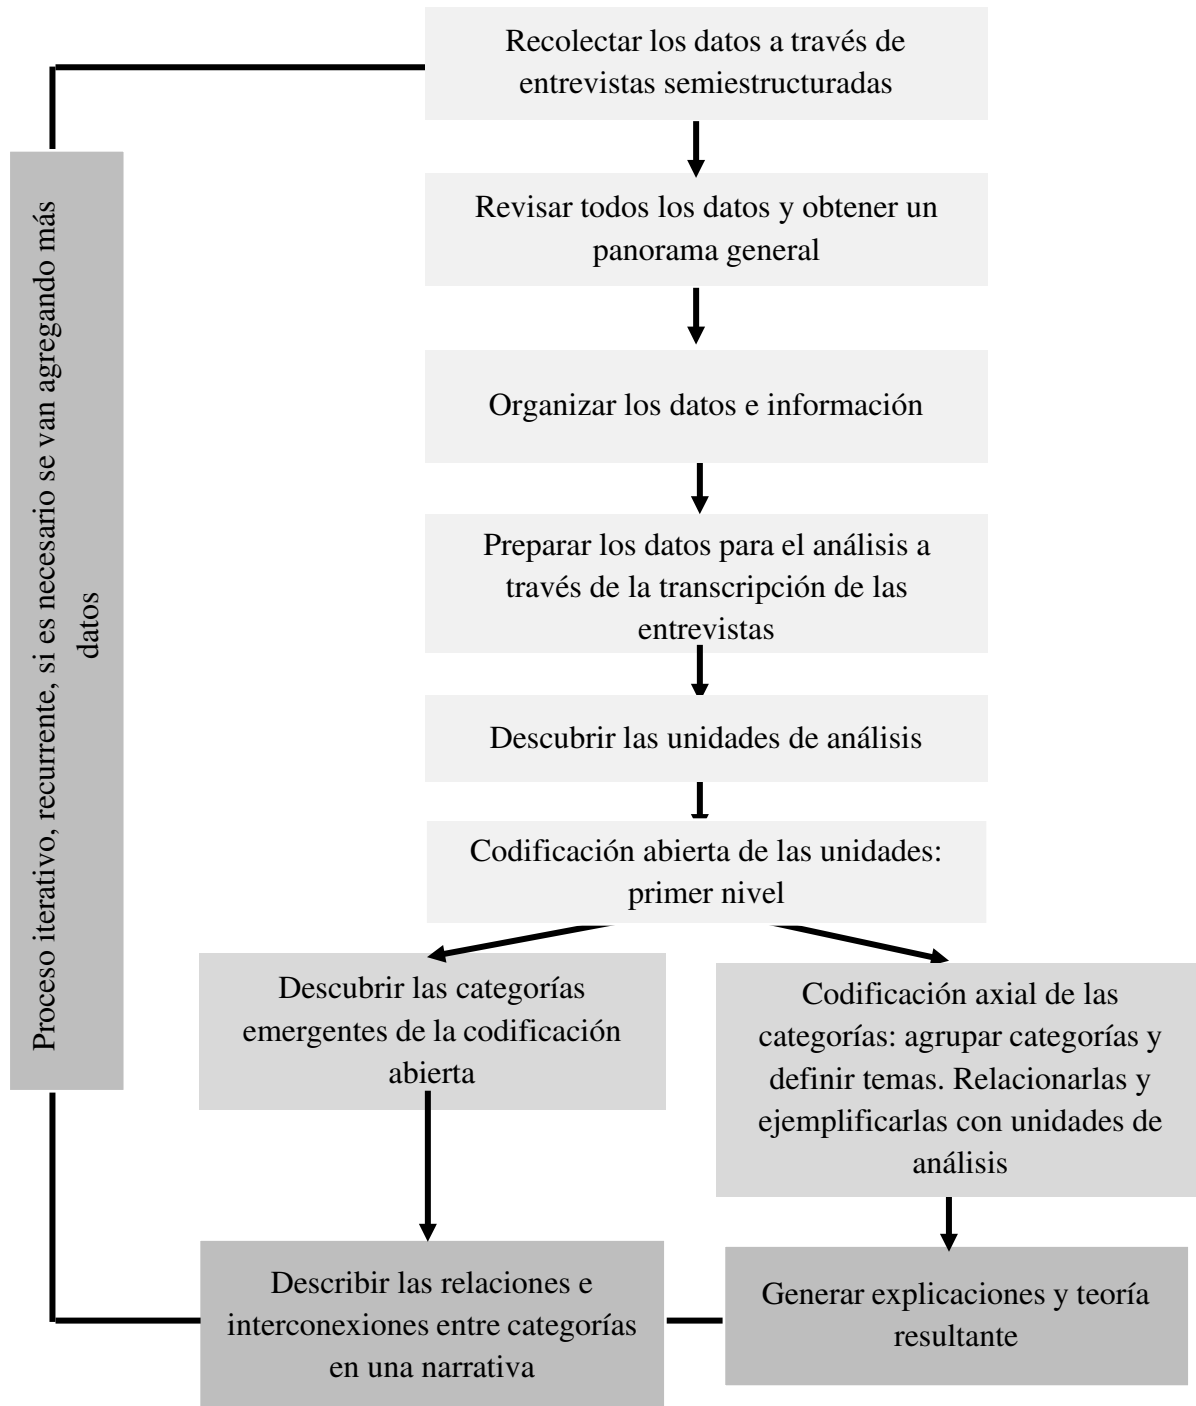 Recolectar los datos a través de
entrevistas semiestructuradas
Revisar todos los datos y obtener un
panorama general
Organizar los datos e información
Preparar los datos para el análisis a
través de la transcripción de las
entrevistas
Descubrir las unidades de análisis
Codificación abierta de las unidades:
primer nivel
Descubrir las categorías
emergentes de la codificación
abierta
Codificación axial de las
categorías: agrupar categorías y
definir temas. Relacionarlas y
ejemplificarlas con unidades de
análisis
Describir las relaciones e
interconexiones entre categorías
en una narrativa
Generar explicaciones y teoría
resultante
Proceso iterativo, recurrente, si es necesario se van agregando más
datos